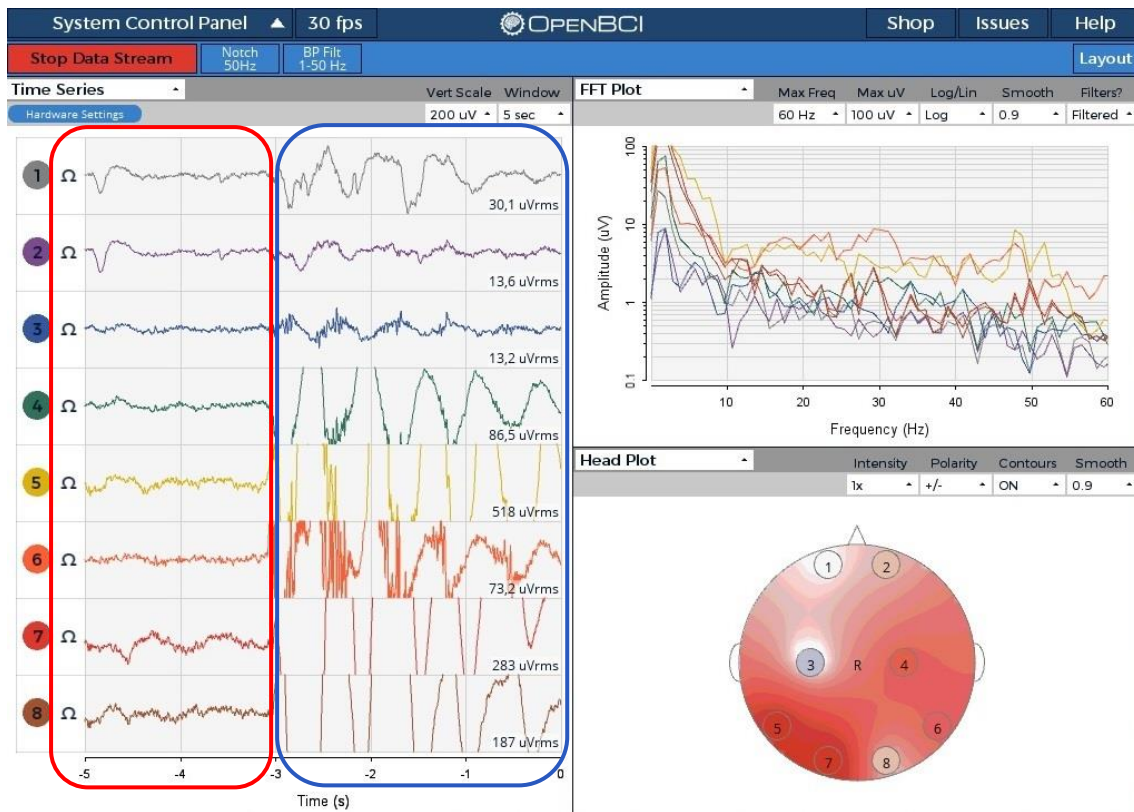 System Control Panel 30 fps OPENBCI Shop Issues Help
Stop Data Stream Notch 50Hz BP Filt 1-50 Hz Layout
Time Series Vert Scale Window
Hardware Settings 200 uV 5 sec
1 Ω 30,1 uVrms
2 Ω 13,6 uVrms
3 Ω 13,2 uVrms
4 Ω 86,5 uVrms
5 Ω 518 uVrms
6 Ω 73,2 uVrms
7 Ω 283 uVrms
8 Ω 187 uVrms
-5 -4 -3 -2 -1 0
Time (s)
FFT Plot Max Freq Max uV Log/Lin Smooth Filters?
60 Hz 100 uV Log 0.9 Filtered
100
10
1
0.1
Amplitude (uV)
10 20 30 40 50 60
Frequency (Hz)
Head Plot Intensity Polarity Contours Smooth
1x +/- ON 0.9
1 2
3 R 4
5 6
7 8